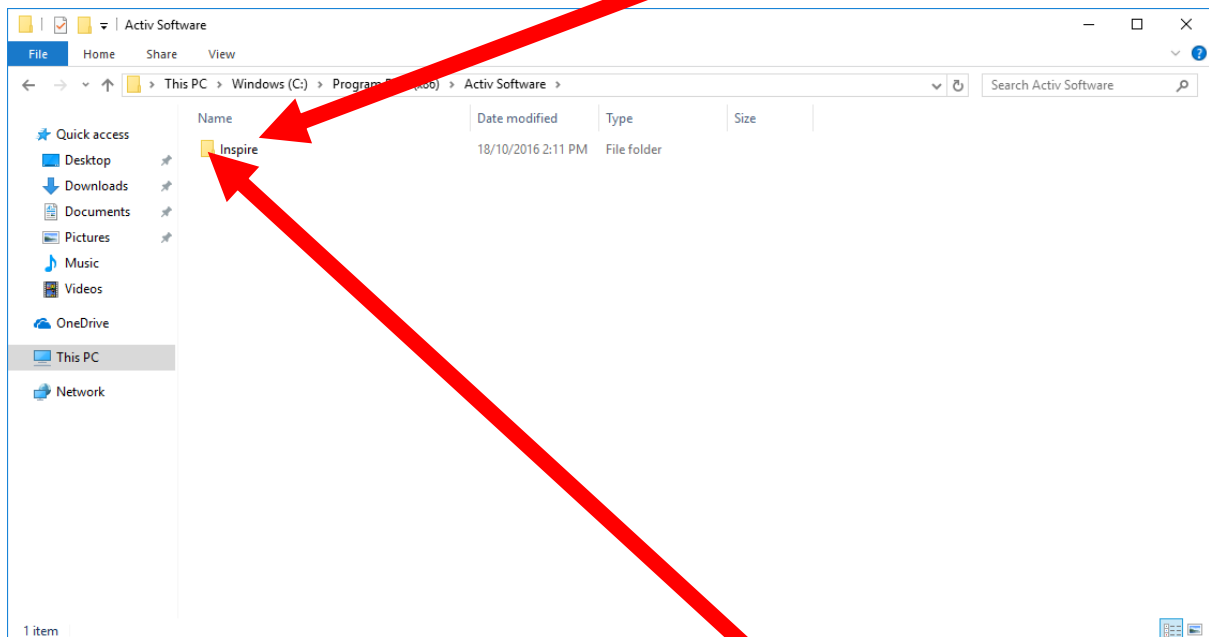 Activ Software
File Home Share View
This PC > Windows (C:) > Program (x86) > Activ Software > Search Activ Software
Name Date modified Type Size
Quick access
Inspire 18/10/2016 2:11 PM File folder
Desktop
Downloads
Documents
Pictures
Music
Videos
OneDrive
This PC
Network
1 item